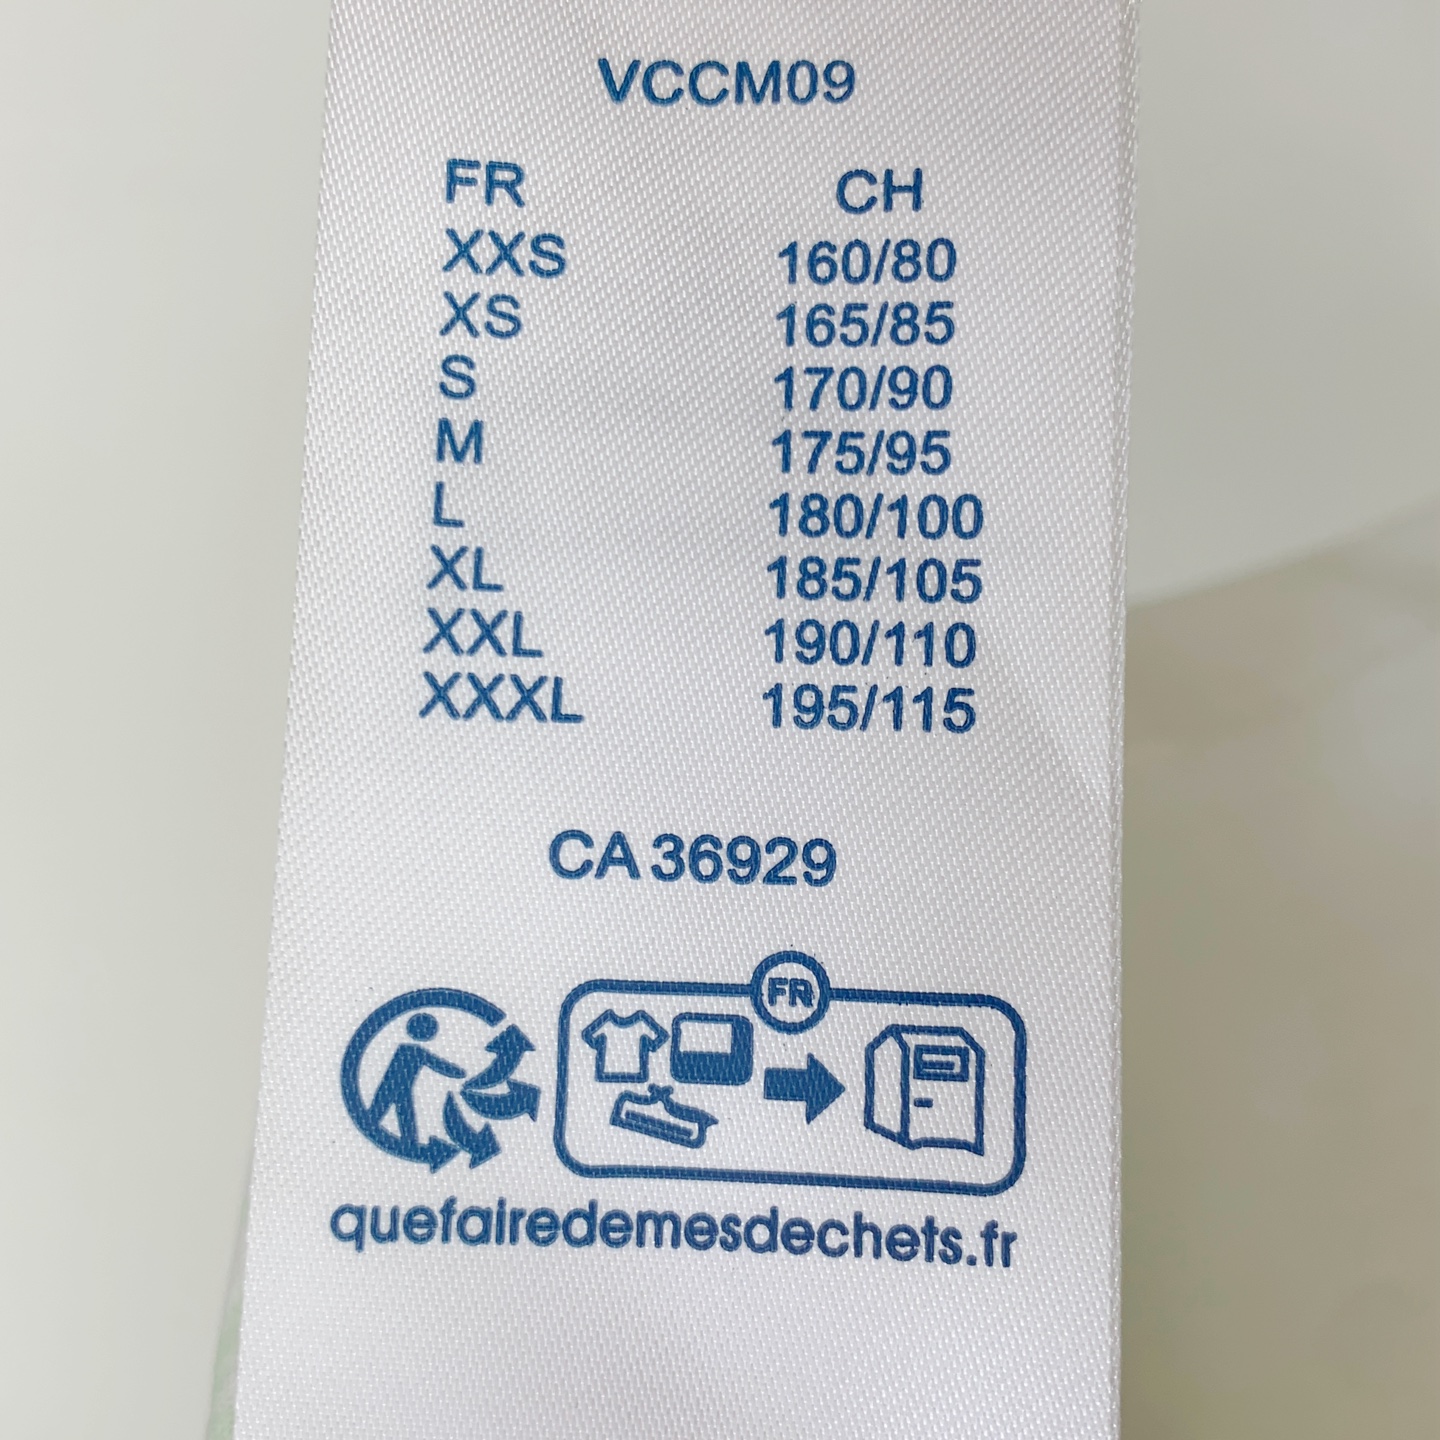 VCCM09
FR CH
XXS 160/80
XS 165/85
S 170/90
M 175/95
L 180/100
XL 185/105
XXL 190/110
XXXL 195/115
CA 36929
FR
quefairedemesdechets.fr